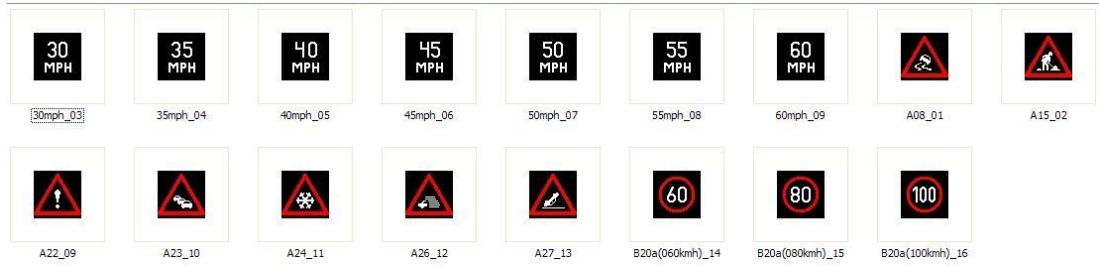 30 MPH
35 MPH
40 MPH
45 MPH
50 MPH
55 MPH
60 MPH
30mph_03
35mph_04
40mph_05
45mph_06
50mph_07
55mph_08
60mph_09
A08_01
A15_02
!
60
80
100
A22_09
A23_10
A24_11
A26_12
A27_13
B20a(060kmh)_14
B20a(080kmh)_15
B20a(100kmh)_16